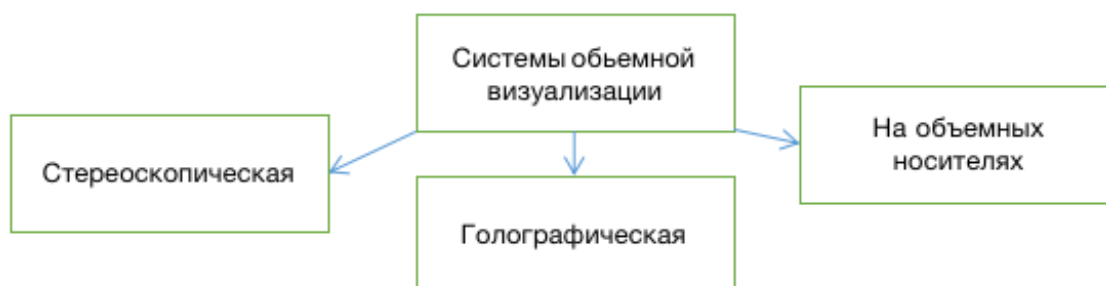 Системы обьемной
визуализации
Стереоскопическая
Голографическая
На объемных
носителях